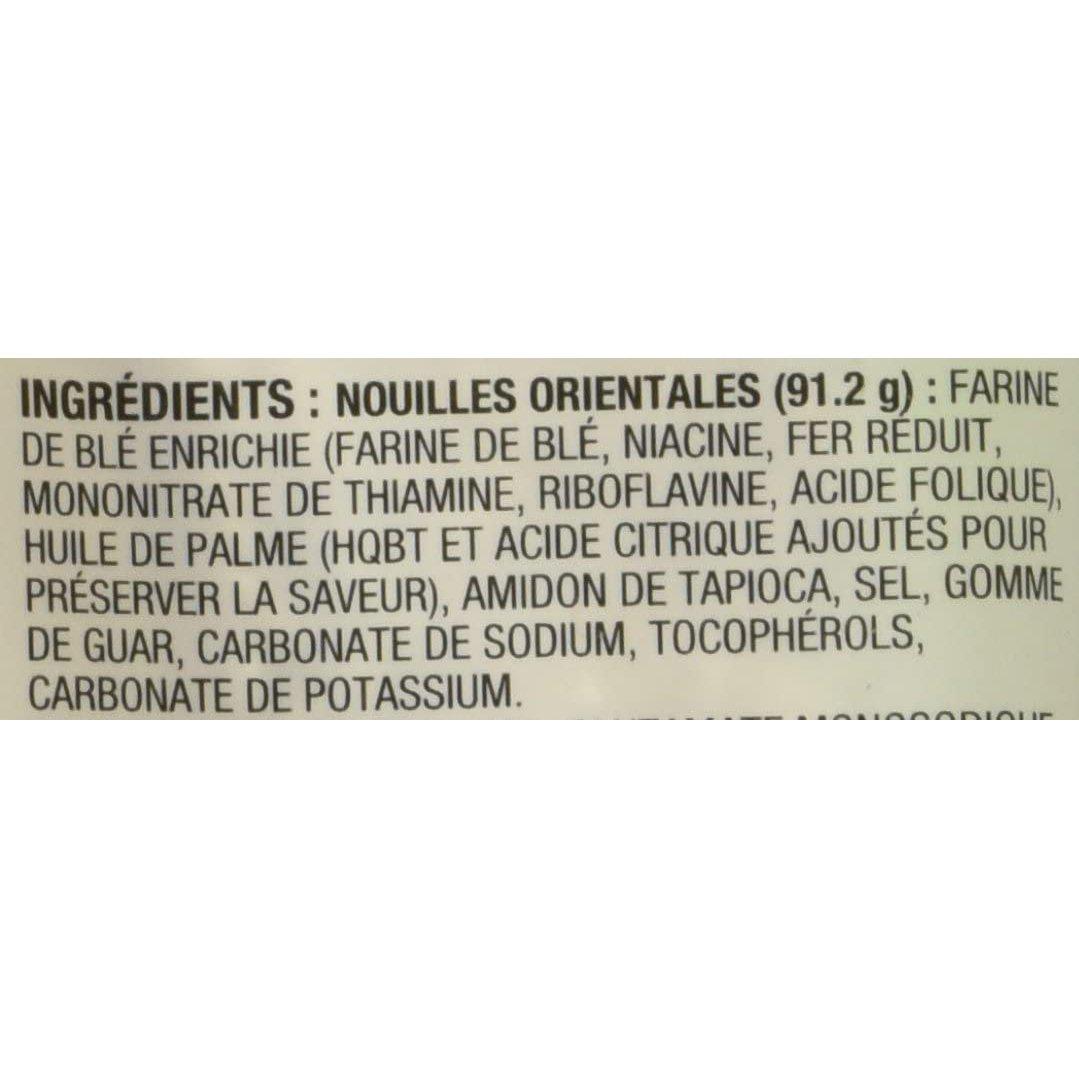 INGRÉDIENTS : NOUILLES ORIENTALES (91.2 g) : FARINE
DE BLÉ ENRICHIE (FARINE DE BLÉ, NIACINE, FER RÉDUIT,
MONONITRATE DE THIAMINE, RIBOFLAVINE, ACIDE FOLIQUE),
HUILE DE PALME (HQBT ET ACIDE CITRIQUE AJOUTÉS POUR
PRÉSERVER LA SAVEUR), AMIDON DE TAPIOCA, SEL, GOMME
DE GUAR, CARBONATE DE SODIUM, TOCOPHÉROLS,
CARBONATE DE POTASSIUM.